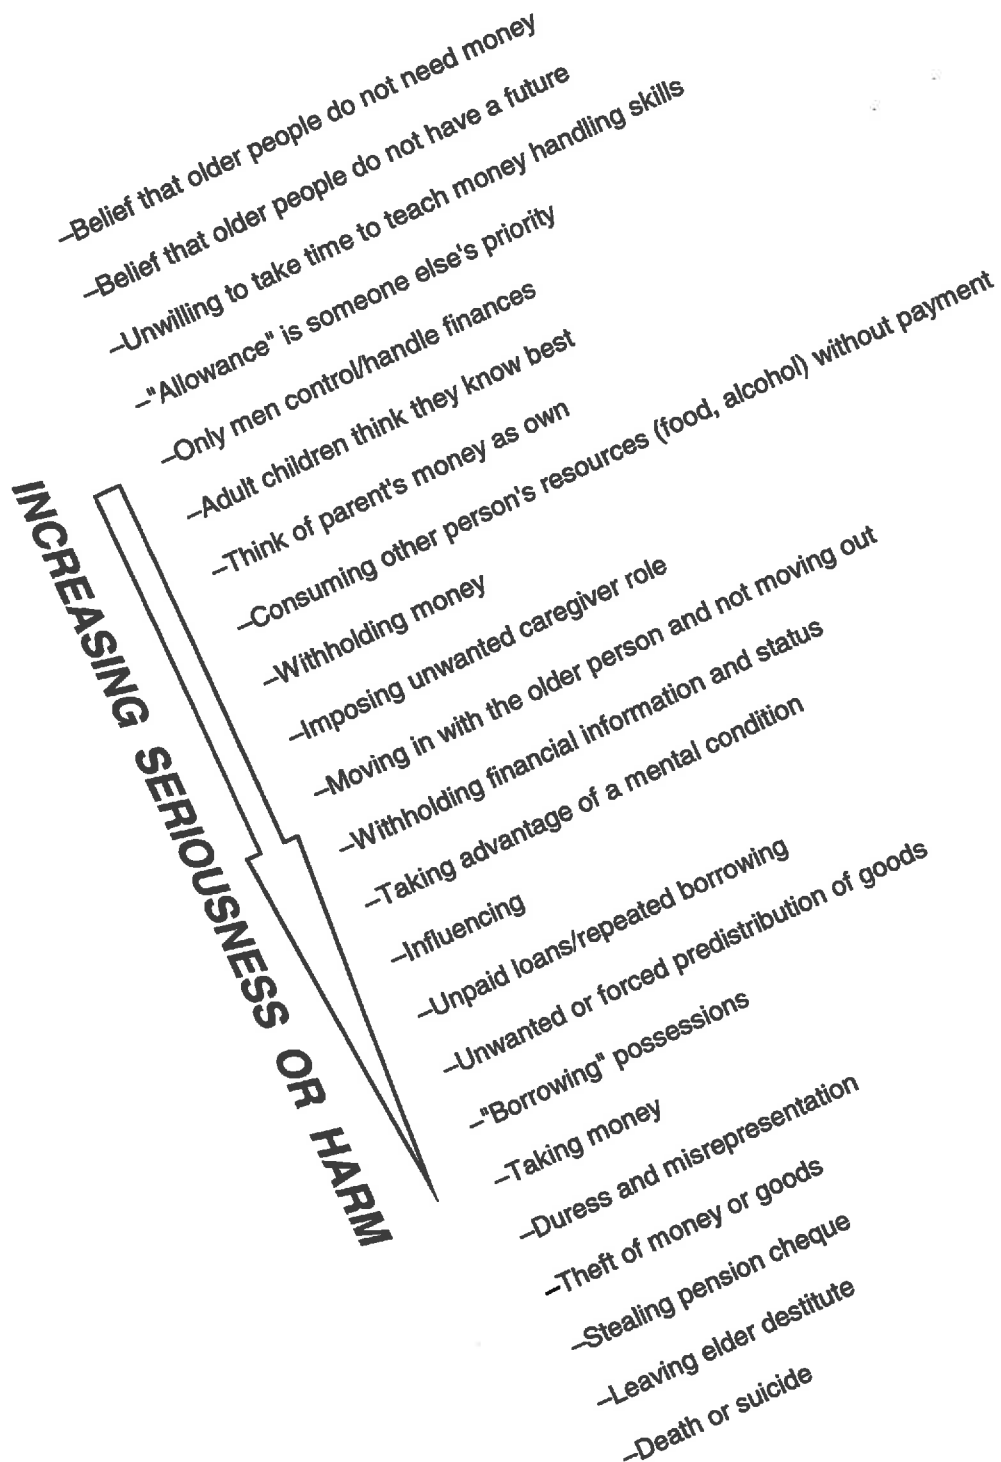 –Belief that older people do not need money
–Belief that older people do not have a future
–Unwilling to take time to teach money handling skills
–"Allowance" is someone else's priority
–Only men control/handle finances
–Adult children think they know best
–Think of parent's money as own
–Consuming other person's resources (food, alcohol) without payment
–Withholding money
–Imposing unwanted caregiver role
–Moving in with the older person and not moving out
–Withholding financial information and status
–Taking advantage of a mental condition
–Influencing
–Unpaid loans/repeated borrowing
–Unwanted or forced predistribution of goods
–"Borrowing" possessions
–Taking money
–Duress and misrepresentation
–Theft of money or goods
–Stealing pension cheque
–Leaving elder destitute
–Death or suicide
INCREASING SERIOUSNESS OR HARM